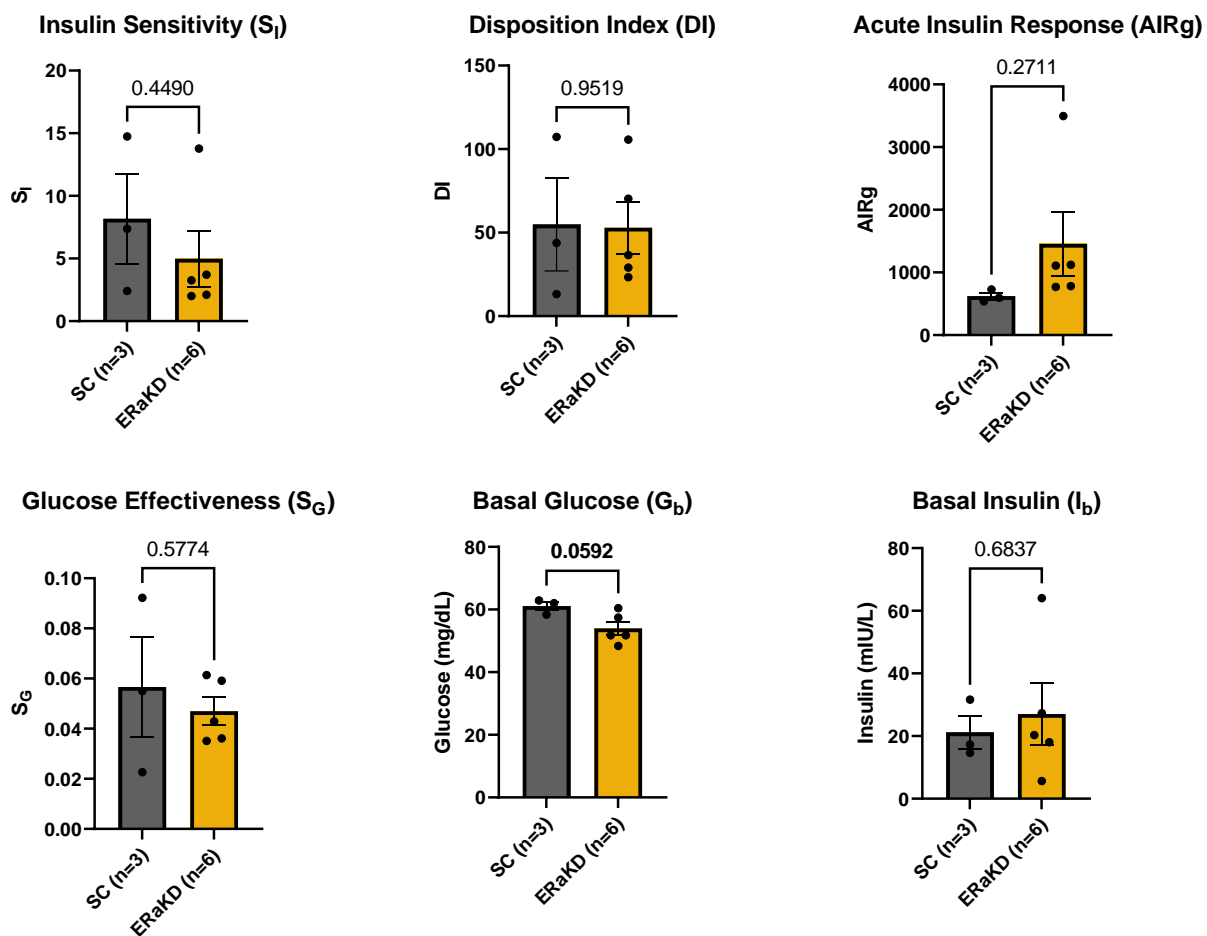 Insulin Sensitivity (SI)
0.4490
20
15
10
5
0
SI
SC (n=3)
ERaKD (n=6)
Disposition Index (DI)
0.9519
150
100
50
0
DI
SC (n=3)
ERaKD (n=6)
Acute Insulin Response (AIRg)
0.2711
4000
3000
2000
1000
0
AIRg
SC (n=3)
ERaKD (n=6)
Glucose Effectiveness (SG)
0.5774
0.10
0.08
0.06
0.04
0.02
0.00
SG
SC (n=3)
ERaKD (n=6)
Basal Glucose (Gb)
0.0592
80
60
40
20
0
Glucose (mg/dL)
SC (n=3)
ERaKD (n=6)
Basal Insulin (Ib)
0.6837
80
60
40
20
0
Insulin (mIU/L)
SC (n=3)
ERaKD (n=6)